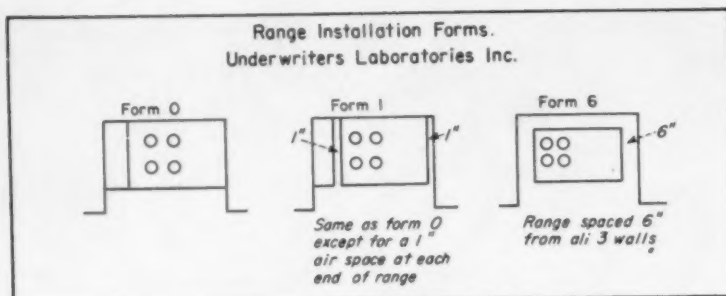 Range Installation Forms.
Underwriters Laboratories Inc.
Form 0
Form 1
Form 6
1"
1"
6"
Same as form 0
except for a 1"
air space at each
end of range
Range spaced 6"
from all 3 walls